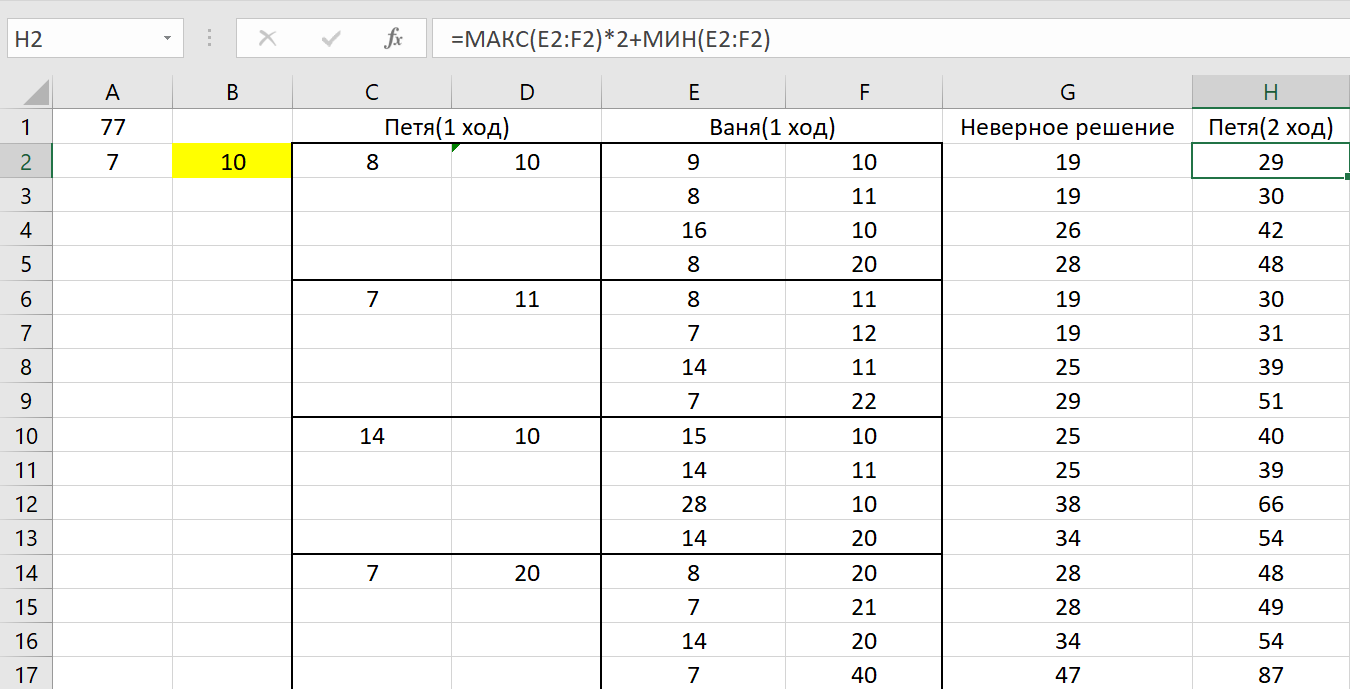 H2 fx =МАКС(E2:F2)*2+МИН(E2:F2)
A B C D E F G H
1 77 Петя(1 ход) Ваня(1 ход) Неверное решение Петя(2 ход)
2 7 10 8 10 9 10 19 29
3 8 11 19 30
4 16 10 26 42
5 8 20 28 48
6 7 11 8 11 19 30
7 7 12 19 31
8 14 11 25 39
9 7 22 29 51
10 14 10 15 10 25 40
11 14 11 25 39
12 28 10 38 66
13 14 20 34 54
14 7 20 8 20 28 48
15 7 21 28 49
16 14 20 34 54
17 7 40 47 87